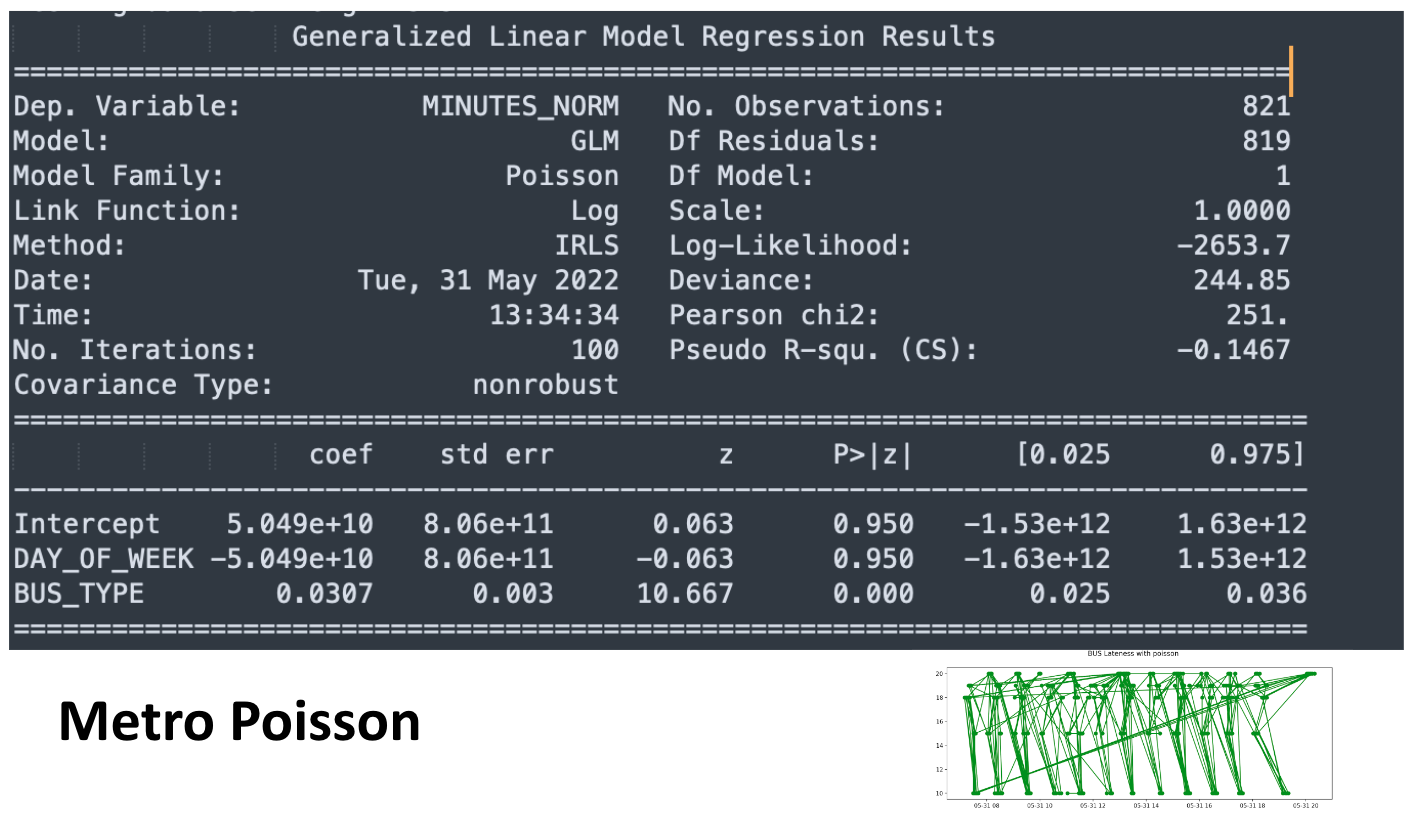 Generalized Linear Model Regression Results
==============================================================================
Dep. Variable: MINUTES_NORM No. Observations: 821
Model: GLM Df Residuals: 819
Model Family: Poisson Df Model: 1
Link Function: Log Scale: 1.0000
Method: IRLS Log-Likelihood: -2653.7
Date: Tue, 31 May 2022 Deviance: 244.85
Time: 13:34:34 Pearson chi2: 251.
No. Iterations: 100 Pseudo R-squ. (CS): -0.1467
Covariance Type: nonrobust
===============================================================================
coef std err z P>|z| [0.025 0.975]
-------------------------------------------------------------------------------
Intercept 5.049e+10 8.06e+11 0.063 0.950 -1.53e+12 1.63e+12
DAY_OF_WEEK -5.049e+10 8.06e+11 -0.063 0.950 -1.63e+12 1.53e+12
BUS_TYPE 0.0307 0.003 10.667 0.000 0.025 0.036
===============================================================================
Metro Poisson
BUS Lateness with poisson
20
18
16
14
12
10
05-31 08 05-31 10 05-31 12 05-31 14 05-31 16 05-31 18 05-31 20